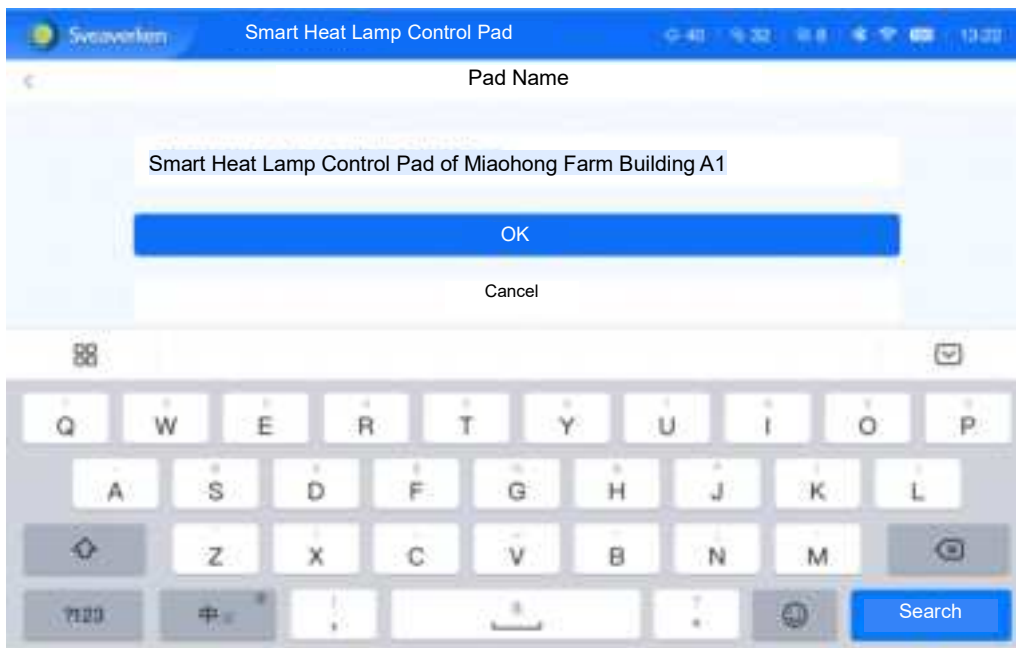 Sveaverken
Smart Heat Lamp Control Pad
13:20
Pad Name
Smart Heat Lamp Control Pad of Miaohong Farm Building A1
OK
Cancel
Q W E R T Y U I O P
A S D F G H J K L
Z X C V B N M
?123 中 Search